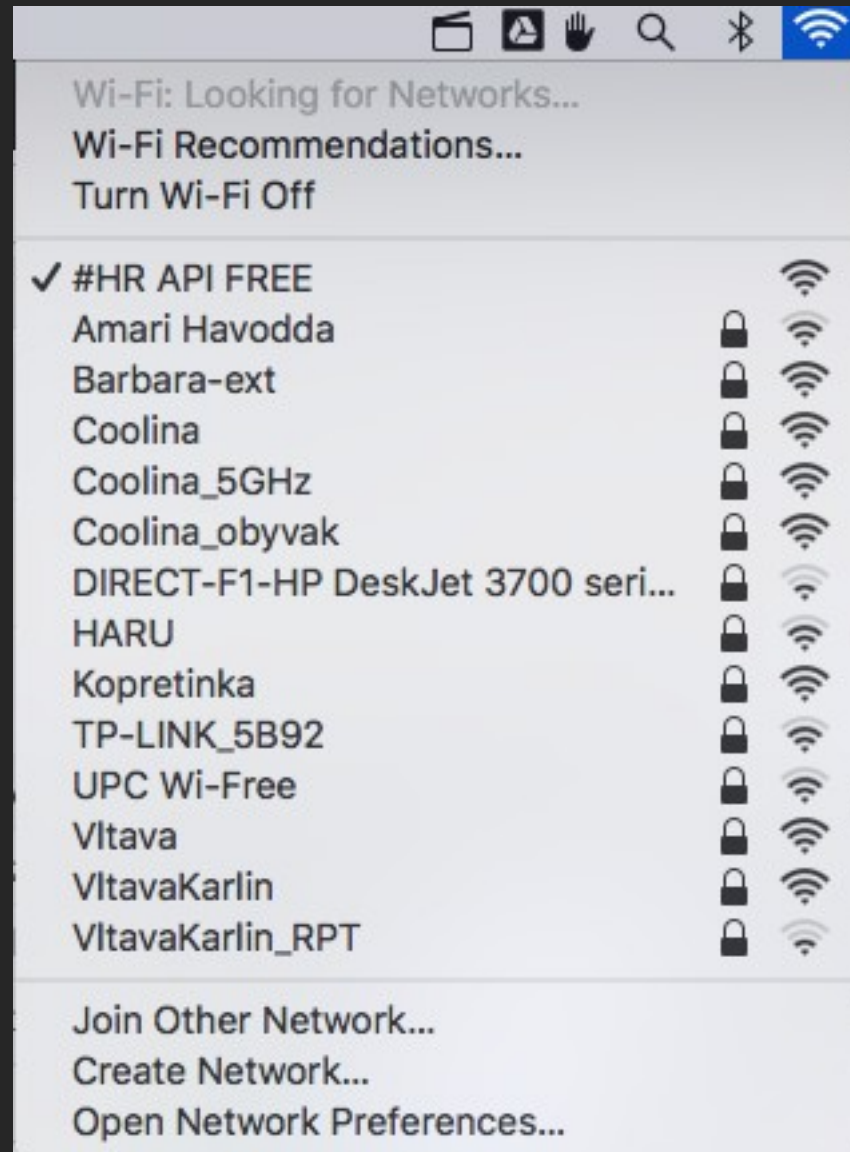 Wi-Fi: Looking for Networks...
Wi-Fi Recommendations...
Turn Wi-Fi Off
#HR API FREE
Amari Havodda
Barbara-ext
Coolina
Coolina_5GHz
Coolina_obyvak
DIRECT-F1-HP DeskJet 3700 seri...
HARU
Kopretinka
TP-LINK_5B92
UPC Wi-Free
Vltava
VltavaKarlin
VltavaKarlin_RPT
Join Other Network...
Create Network...
Open Network Preferences...